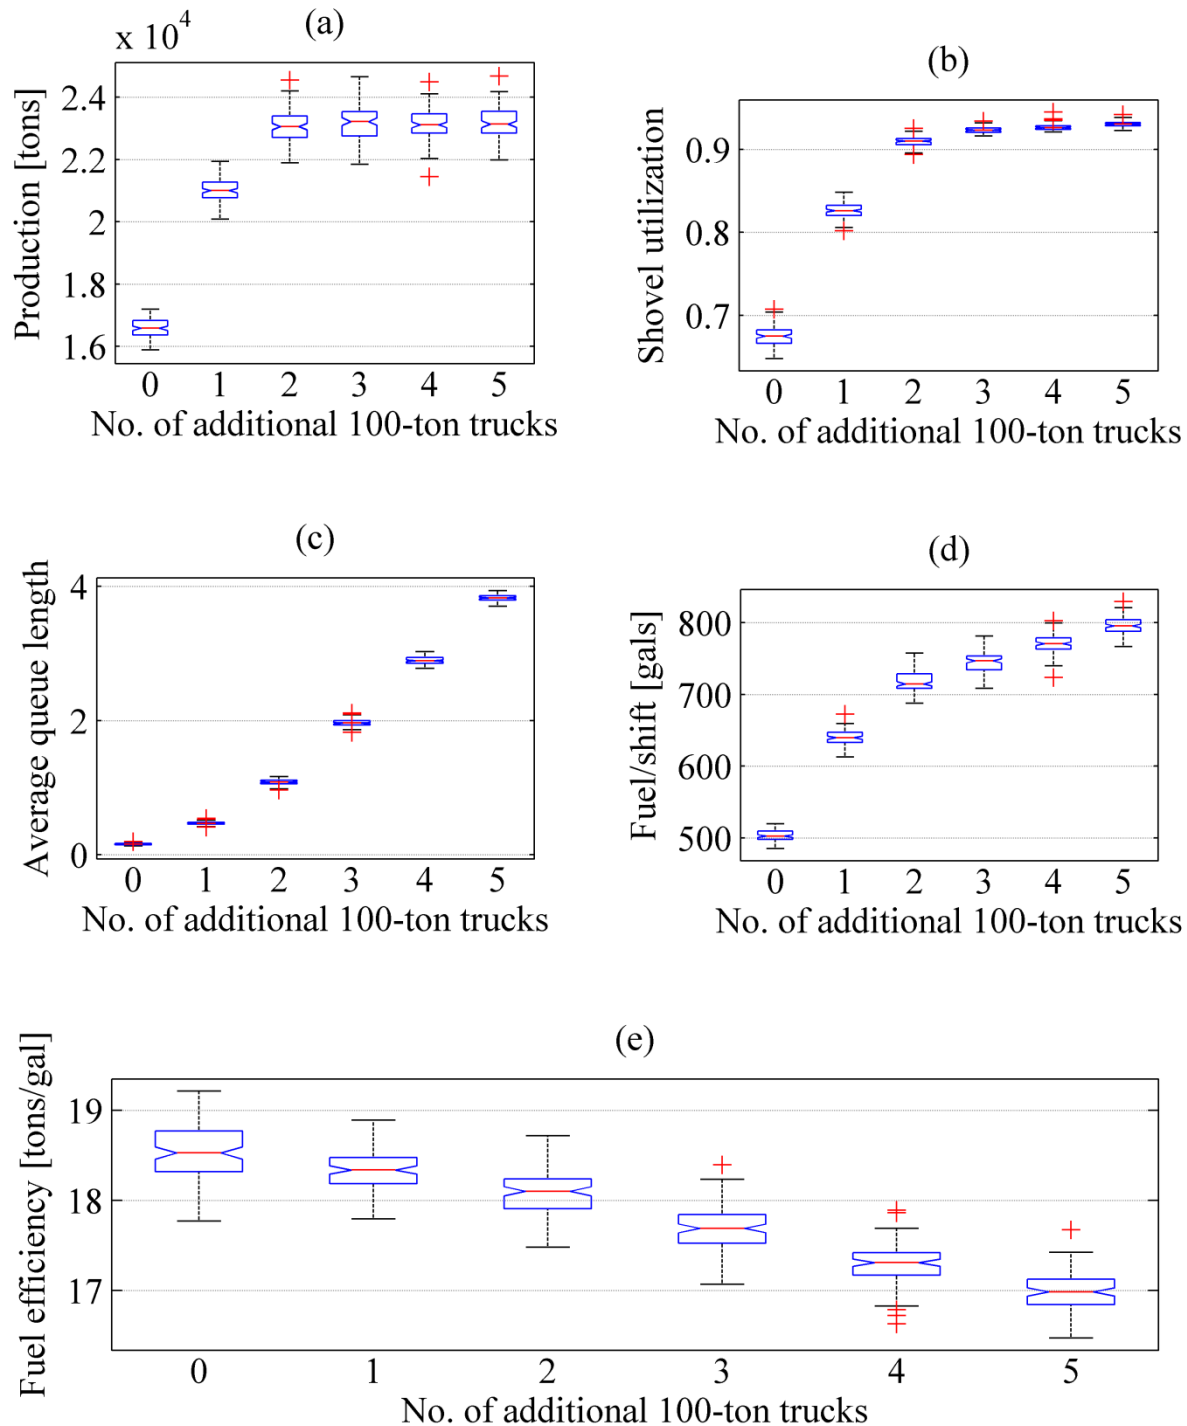 (a)
x 10⁴
Production [tons]
2.4
2.2
2
1.8
1.6
0 1 2 3 4 5
No. of additional 100-ton trucks
(b)
Shovel utilization
0.9
0.8
0.7
0 1 2 3 4 5
No. of additional 100-ton trucks
(c)
Average queue length
4
2
0
0 1 2 3 4 5
No. of additional 100-ton trucks
(d)
Fuel/shift [gals]
800
700
600
500
0 1 2 3 4 5
No. of additional 100-ton trucks
(e)
Fuel efficiency [tons/gal]
19
18
17
0 1 2 3 4 5
No. of additional 100-ton trucks